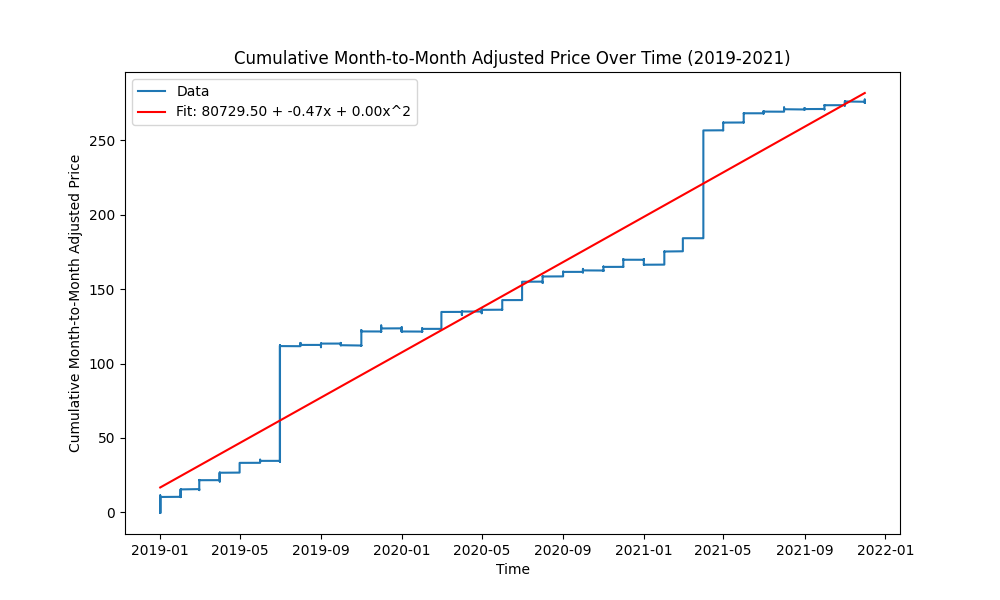 Cumulative Month-to-Month Adjusted Price Over Time (2019-2021)
Data
Fit: 80729.50 + -0.47x + 0.00x^2
Cumulative Month-to-Month Adjusted Price
250
200
150
100
50
0
2019-01 2019-05 2019-09 2020-01 2020-05 2020-09 2021-01 2021-05 2021-09 2022-01
Time